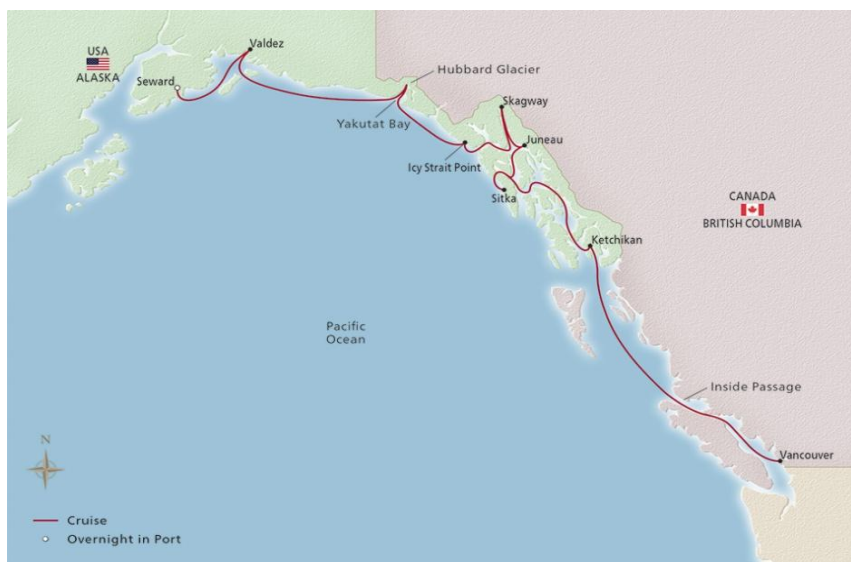 USA
ALASKA
Valdez
Seward
Hubbard Glacier
Yakutat Bay
Skagway
Juneau
Icy Strait Point
Sitka
CANADA
BRITISH COLUMBIA
Ketchikan
Pacific
Ocean
Inside Passage
Vancouver
N
Cruise
Overnight in Port